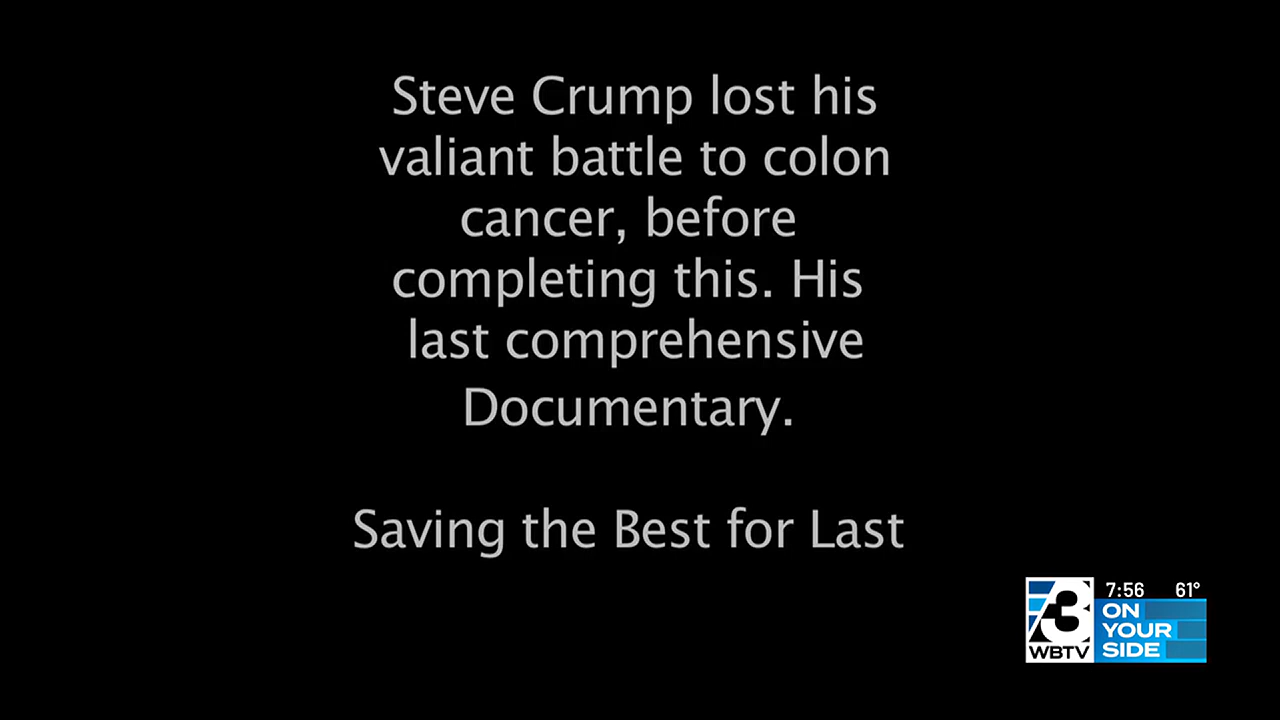 Steve Crump lost his
valiant battle to colon
cancer, before
completing this. His
last comprehensive
Documentary.
Saving the Best for Last
7:56 61°
3
WBTV
ON
YOUR
SIDE